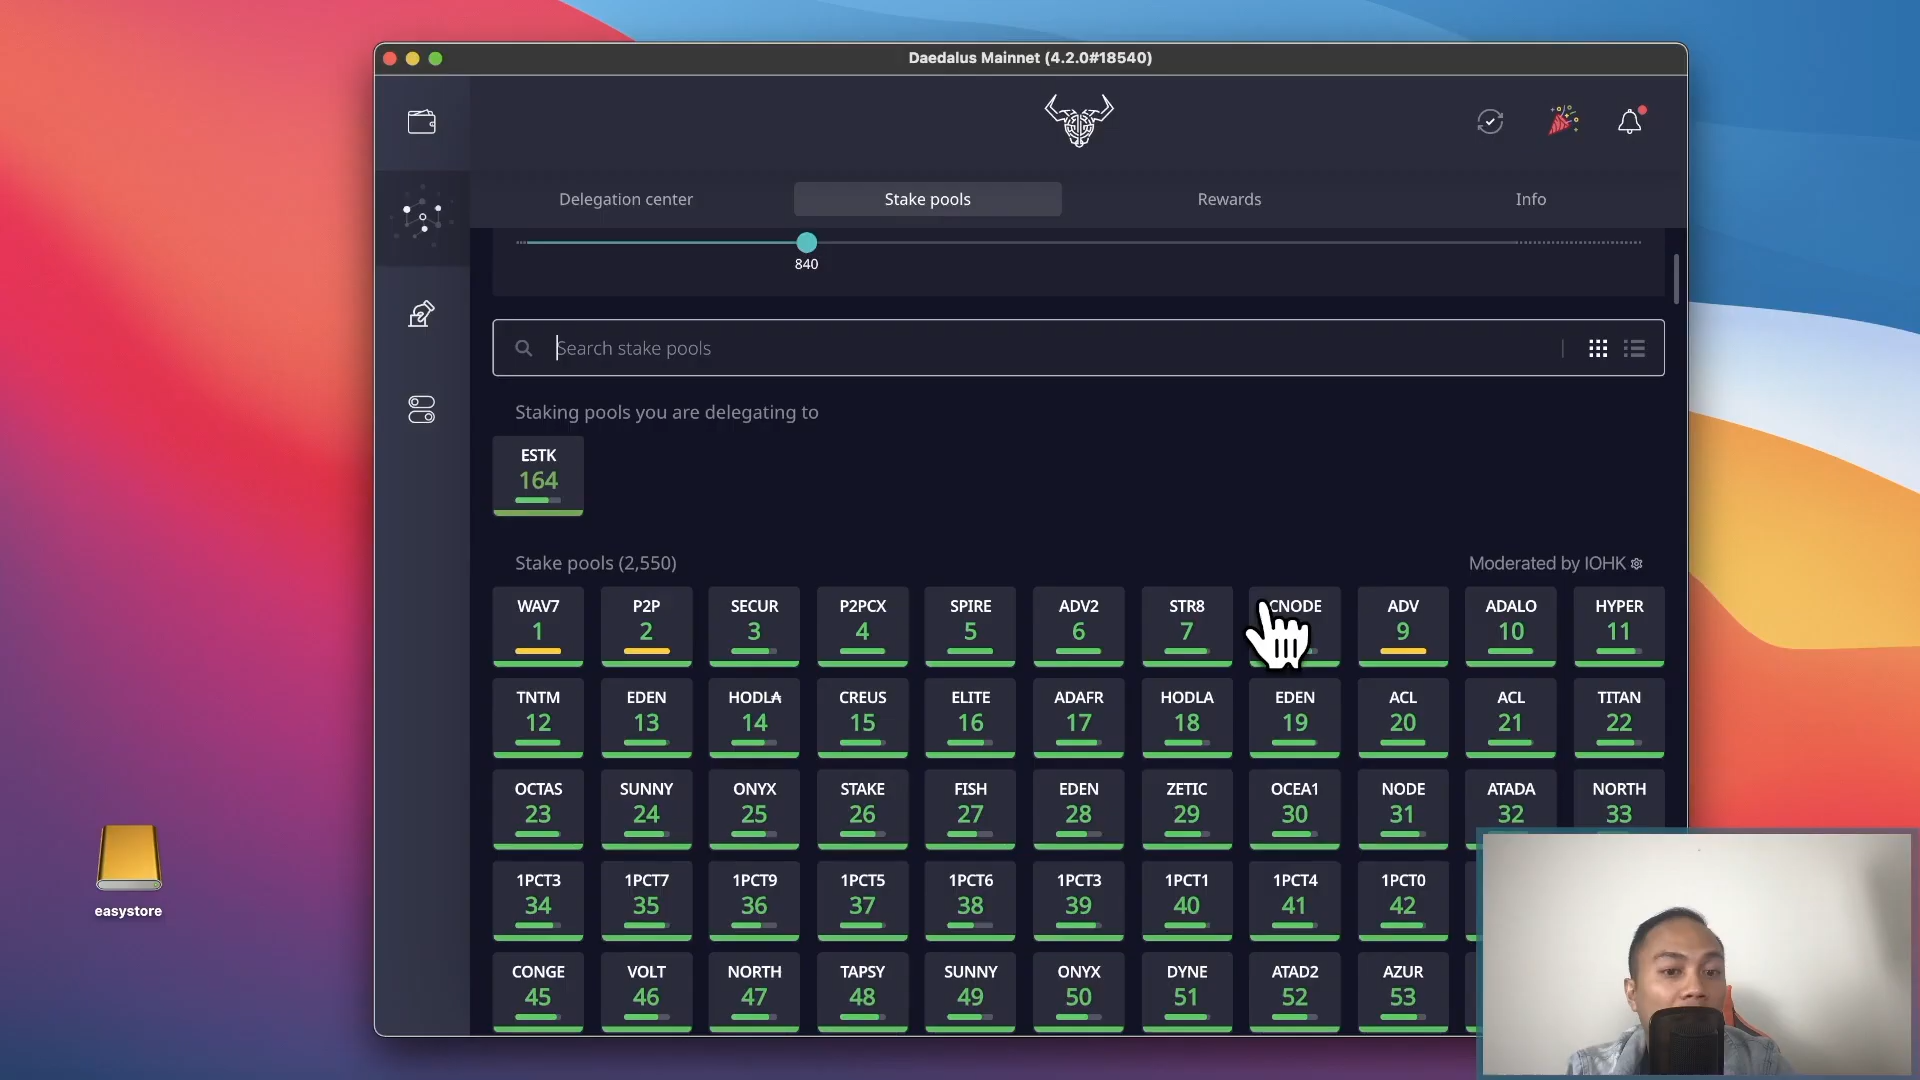 Daedalus Mainnet (4.2.0#18540)
Delegation center Stake pools Rewards Info
840
Search stake pools
Staking pools you are delegating to
ESTK
164
Stake pools (2,550) Moderated by IOHK
WAV7 P2P SECUR P2PCX SPIRE ADV2 STR8 CNODE ADV ADALO HYPER
1 2 3 4 5 6 7 9 10 11
TNTM EDEN HODL₳ CREUS ELITE ADAFR HODLA EDEN ACL ACL TITAN
12 13 14 15 16 17 18 19 20 21 22
OCTAS SUNNY ONYX STAKE FISH EDEN ZETIC OCEA1 NODE ATADA NORTH
23 24 25 26 27 28 29 30 31 32 33
1PCT3 1PCT7 1PCT9 1PCT5 1PCT6 1PCT3 1PCT1 1PCT4 1PCT0
34 35 36 37 38 39 40 41 42
CONGE VOLT NORTH TAPSY SUNNY ONYX DYNE ATAD2 AZUR
45 46 47 48 49 50 51 52 53
easystore